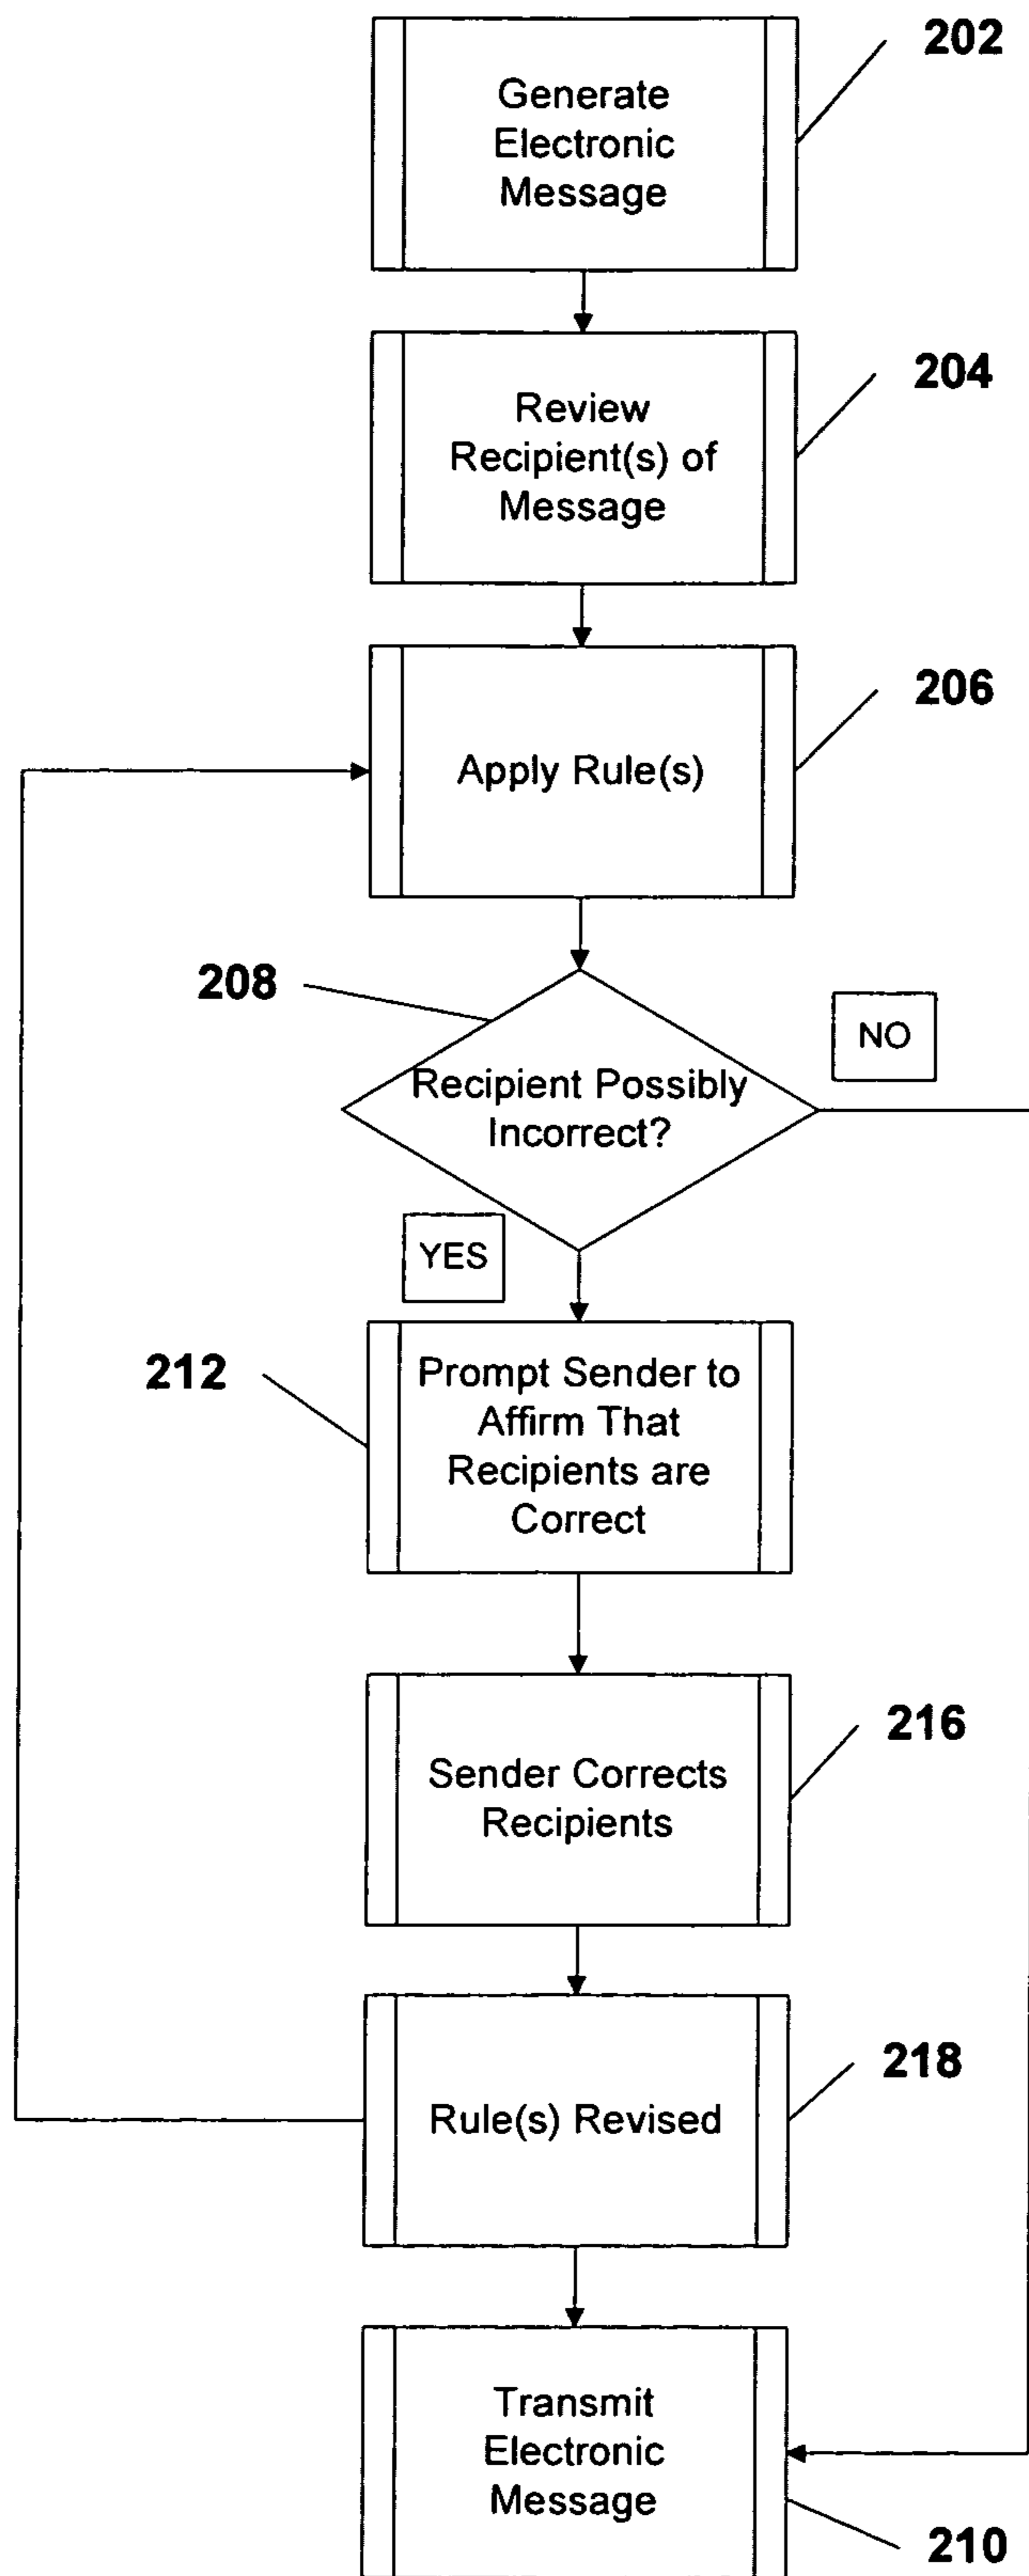 202
Generate
Electronic
Message
204
Review
Recipient(s) of
Message
206
Apply Rule(s)
208
NO
Recipient Possibly
Incorrect?
YES
212
Prompt Sender to
Affirm That
Recipients are
Correct
216
Sender Corrects
Recipients
218
Rule(s) Revised
Transmit
Electronic
Message
210